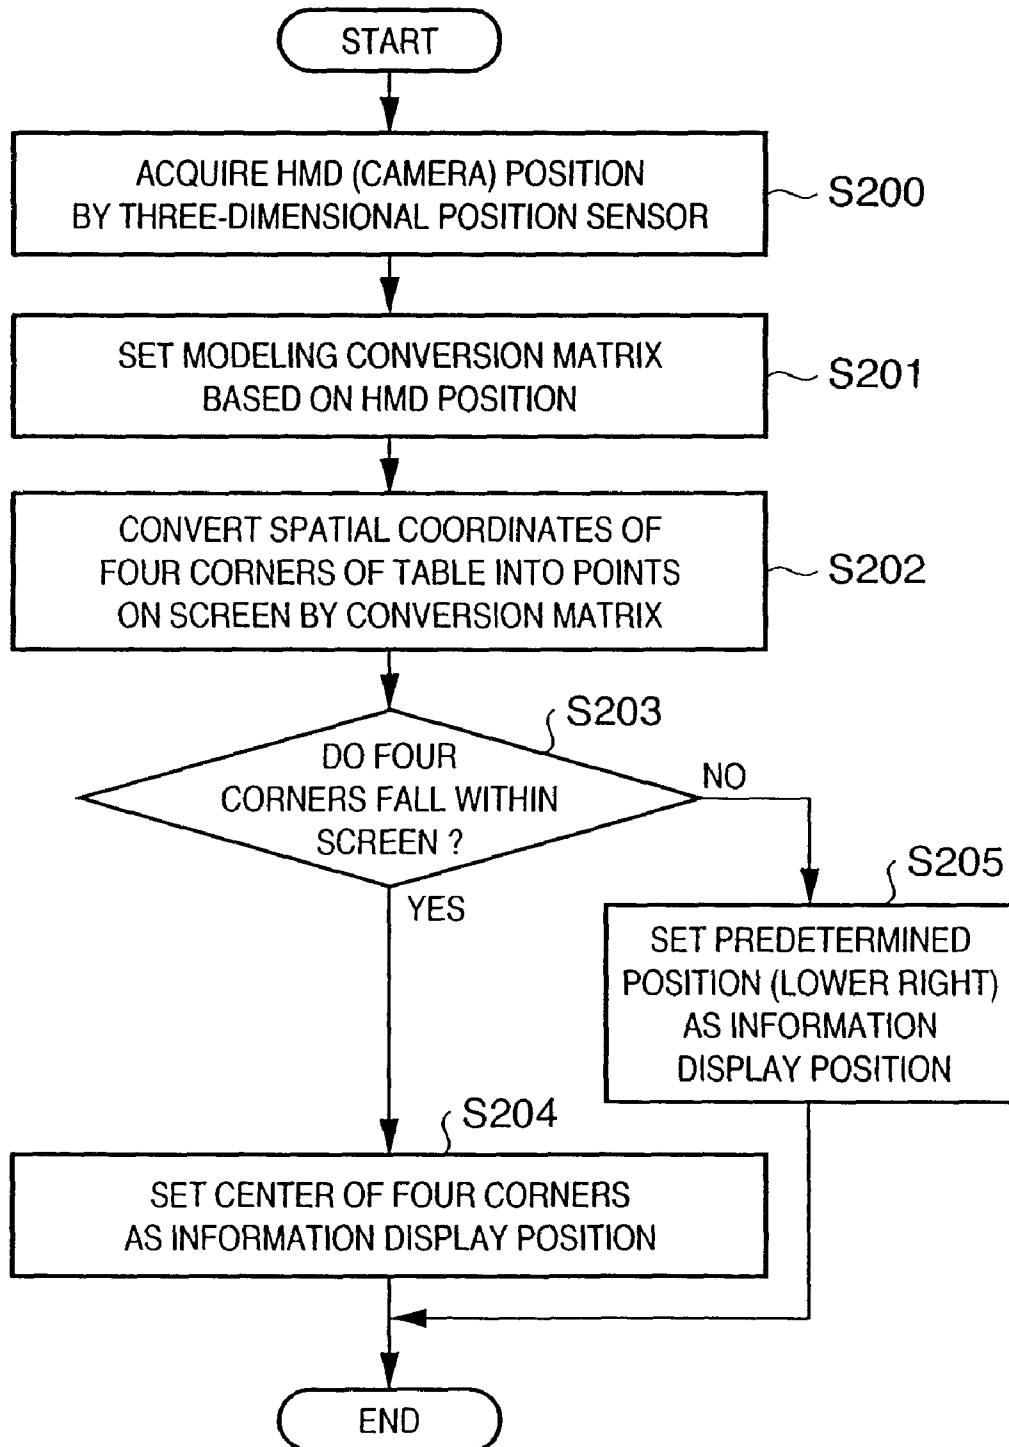 START
ACQUIRE HMD (CAMERA) POSITION
BY THREE-DIMENSIONAL POSITION SENSOR
S200
SET MODELING CONVERSION MATRIX
BASED ON HMD POSITION
S201
CONVERT SPATIAL COORDINATES OF
FOUR CORNERS OF TABLE INTO POINTS
ON SCREEN BY CONVERSION MATRIX
S202
S203
DO FOUR
CORNERS FALL WITHIN
SCREEN ?
NO
YES
S205
SET PREDETERMINED
POSITION (LOWER RIGHT)
AS INFORMATION
DISPLAY POSITION
S204
SET CENTER OF FOUR CORNERS
AS INFORMATION DISPLAY POSITION
END